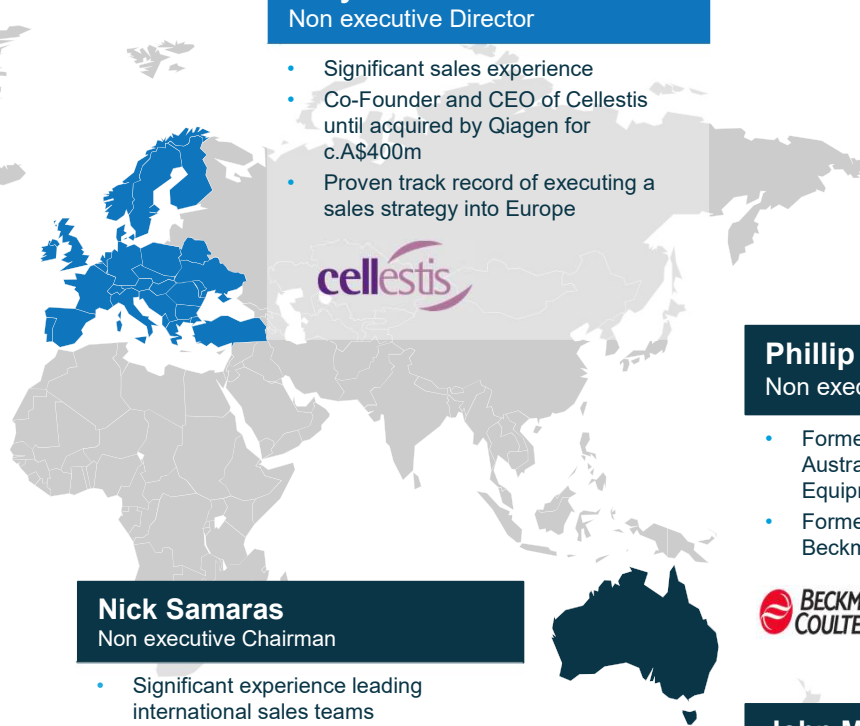 Non executive Director
• Significant sales experience
• Co-Founder and CEO of Cellestis
until acquired by Qiagen for
c.A$400m
• Proven track record of executing a
sales strategy into Europe
cellestis
Phillip
Non exec
• Forme
Austra
Equip
• Forme
Beckm
BECKM
COULTE
Nick Samaras
Non executive Chairman
• Significant experience leading
international sales teams